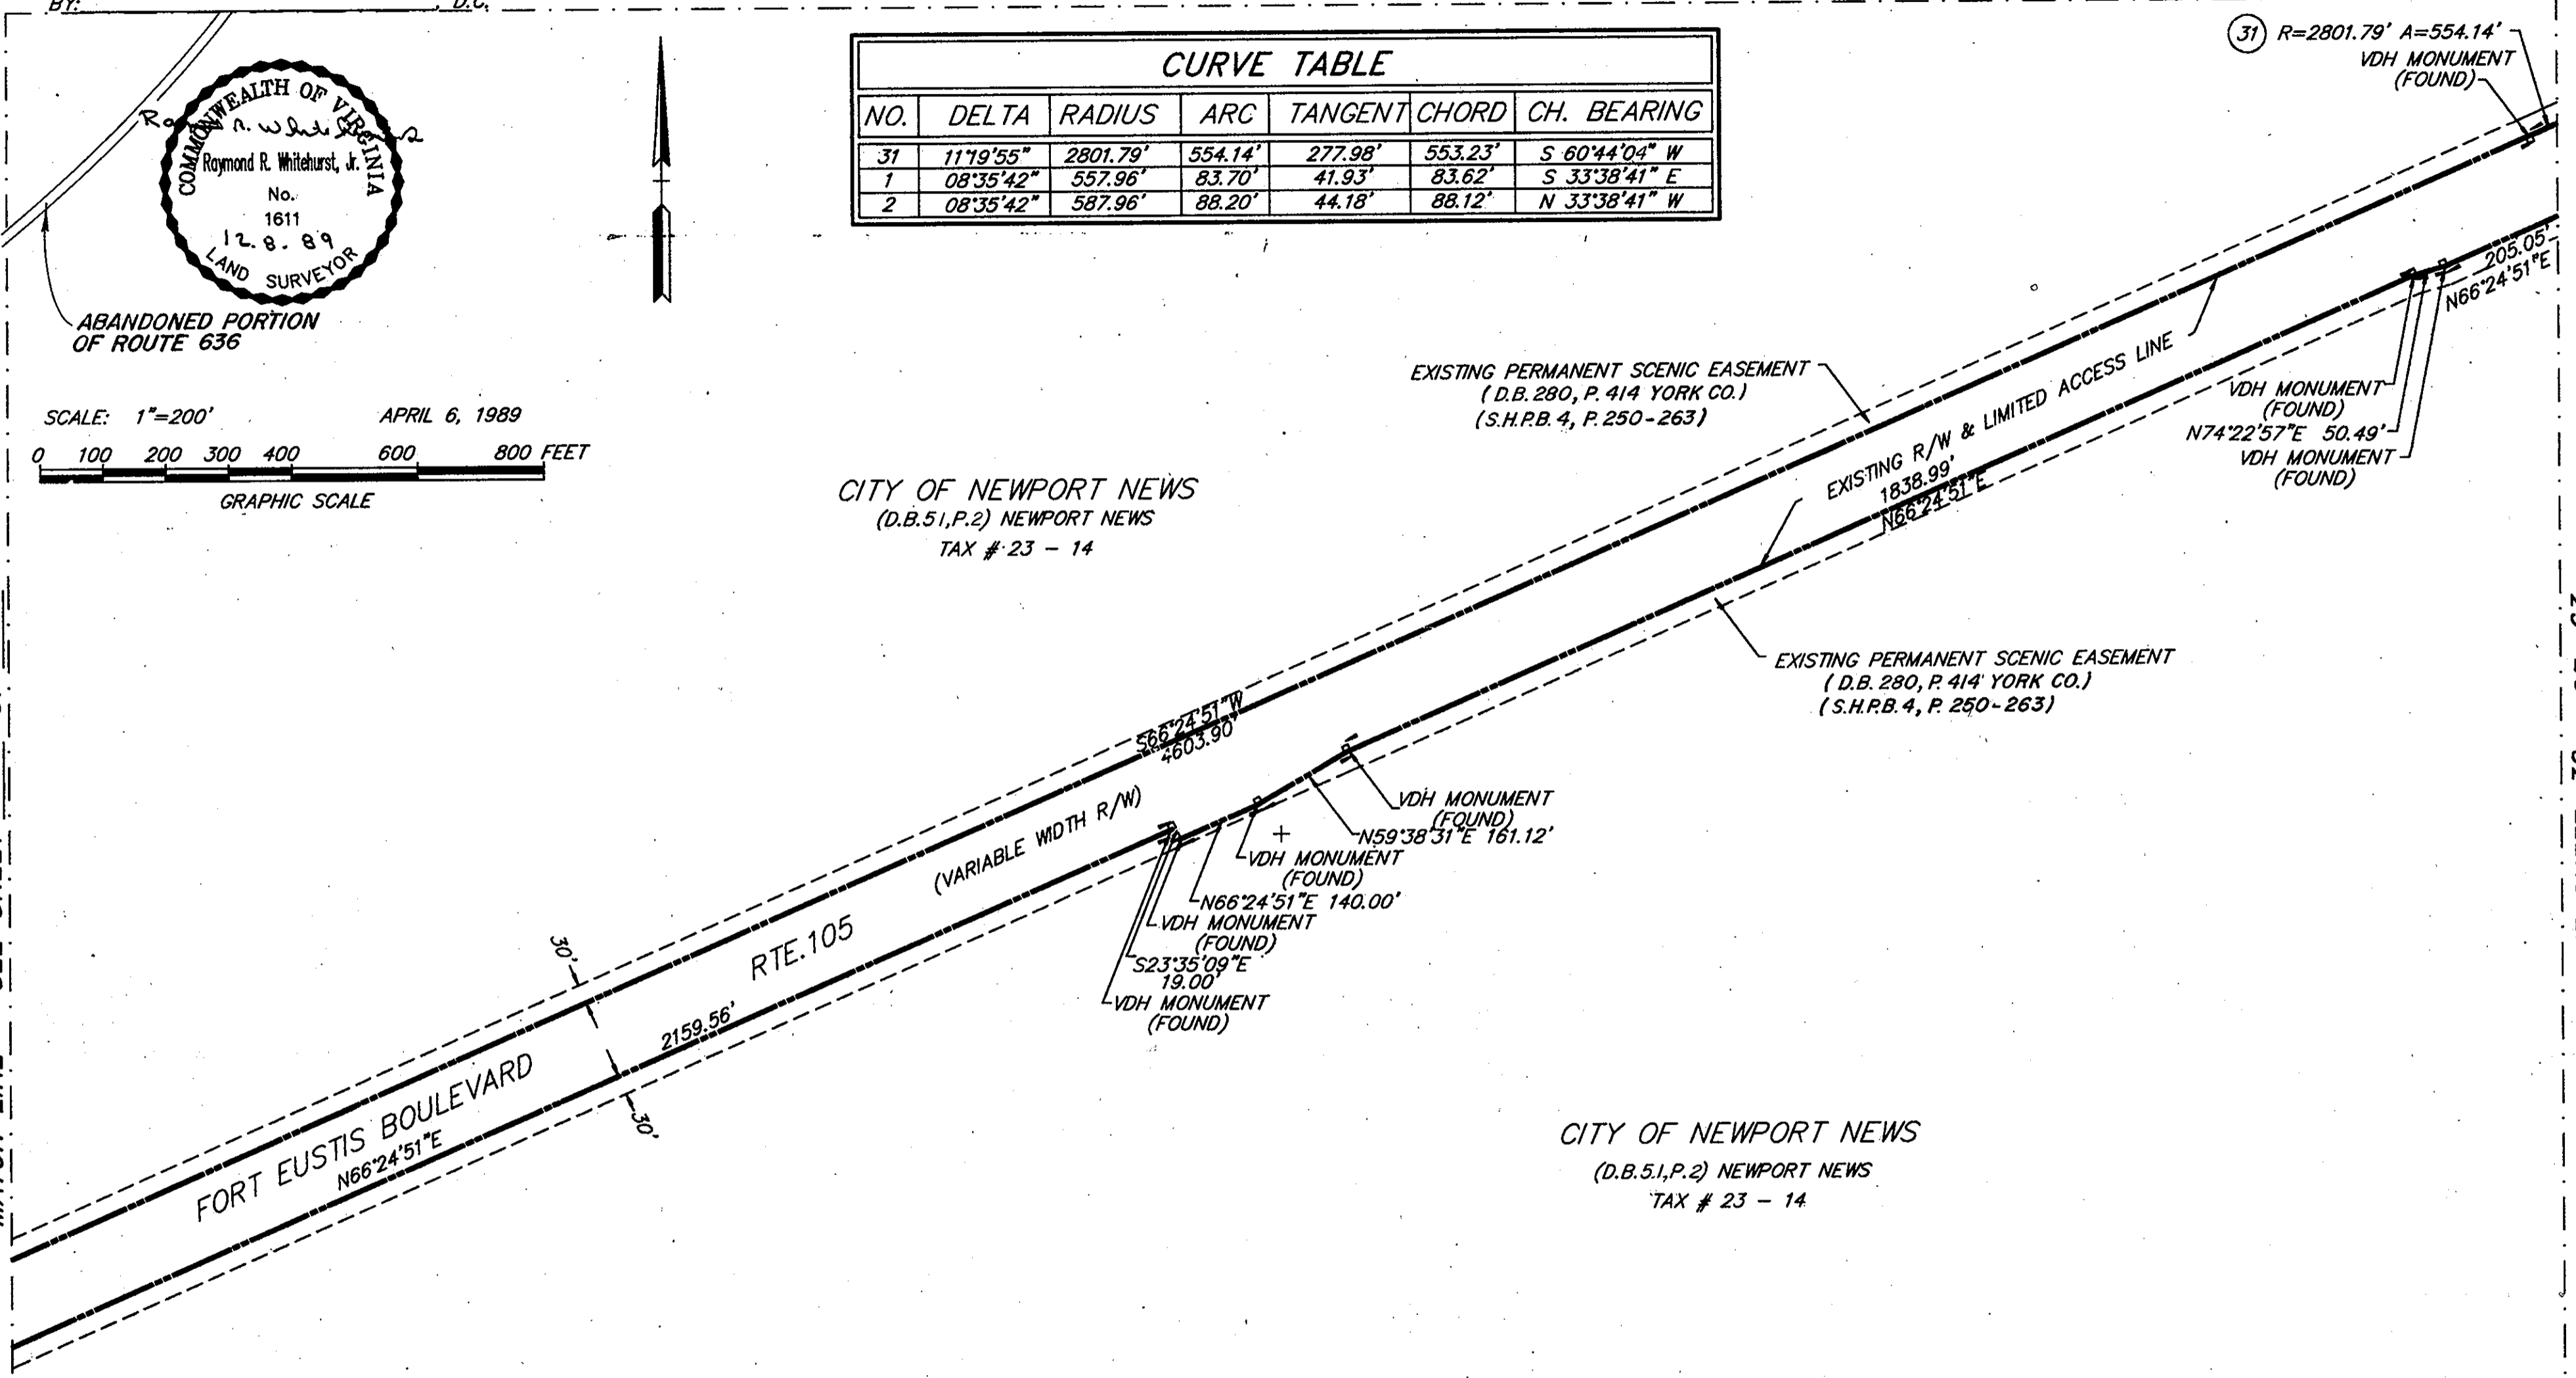 BY: , D.C.
COMMONWEALTH OF VIRGINIA
Raymond R. Whitehurst, Jr.
No.
1611
12.8.89
LAND SURVEYOR
ABANDONED PORTION
OF ROUTE 636
SCALE: 1"=200' APRIL 6, 1989
0 100 200 300 400 600 800 FEET
GRAPHIC SCALE
CURVE TABLE
NO. DELTA RADIUS ARC TANGENT CHORD CH. BEARING
31 11°19'55" 2801.79' 554.14' 277.98' 553.23' S 60°44'04" W
1 08°35'42" 557.96' 83.70' 41.93' 83.62' S 33°38'41" E
2 08°35'42" 587.96' 88.20' 44.18' 88.12' N 33°38'41" W
31 R=2801.79' A=554.14'
VDH MONUMENT
(FOUND)
205.05'
N66°24'51"E
EXISTING PERMANENT SCENIC EASEMENT
(D.B. 280, P. 414 YORK CO.)
(S.H.P.B. 4, P. 250-263)
EXISTING R/W & LIMITED ACCESS LINE
1838.99'
N66°24'51"E
VDH MONUMENT
(FOUND)
N74°22'57"E 50.49'
VDH MONUMENT
(FOUND)
CITY OF NEWPORT NEWS
(D.B.51,P.2) NEWPORT NEWS
TAX # 23 - 14
EXISTING PERMANENT SCENIC EASEMENT
(D.B. 280, P. 414 YORK CO.)
(S.H.P.B. 4, P. 250-263)
S66°24'51"W
4603.90'
(VARIABLE WIDTH R/W)
VDH MONUMENT
(FOUND)
N59°38'31"E 161.12'
VDH MONUMENT
(FOUND)
N66°24'51"E 140.00'
VDH MONUMENT
(FOUND)
S23°35'09"E
19.00'
VDH MONUMENT
(FOUND)
30'
RTE.105
2159.56'
FORT EUSTIS BOULEVARD
N66°24'51"E
30'
CITY OF NEWPORT NEWS
(D.B.51,P.2) NEWPORT NEWS
TAX # 23 - 14